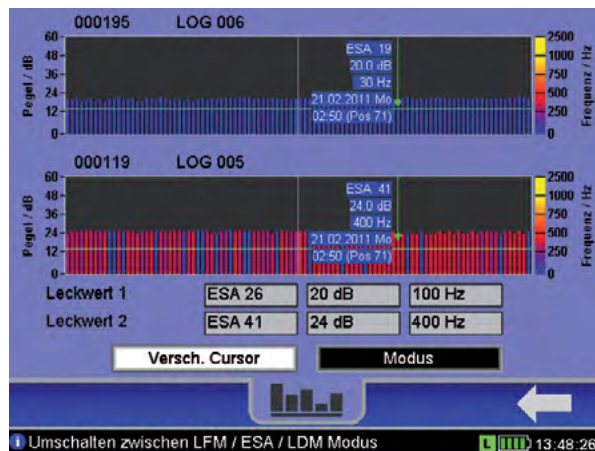 000195 LOG 006
60
48
36
24
12
0
Pegel / dB
ESA 19
20.0 dB
30 Hz
21.02.2011 Mo
02:50 (Pos 71)
2500
1000
750
500
250
0
Frequenz / Hz
000119 LOG 005
60
48
36
24
12
0
Pegel / dB
ESA 41
24.0 dB
400 Hz
21.02.2011 Mo
02:50 (Pos 71)
2500
1000
750
500
250
0
Frequenz / Hz
Leckwert 1 ESA 26 20 dB 100 Hz
Leckwert 2 ESA 41 24 dB 400 Hz
Versch. Cursor Modus
i Umschalten zwischen LFM / ESA / LDM Modus L 13:48:26